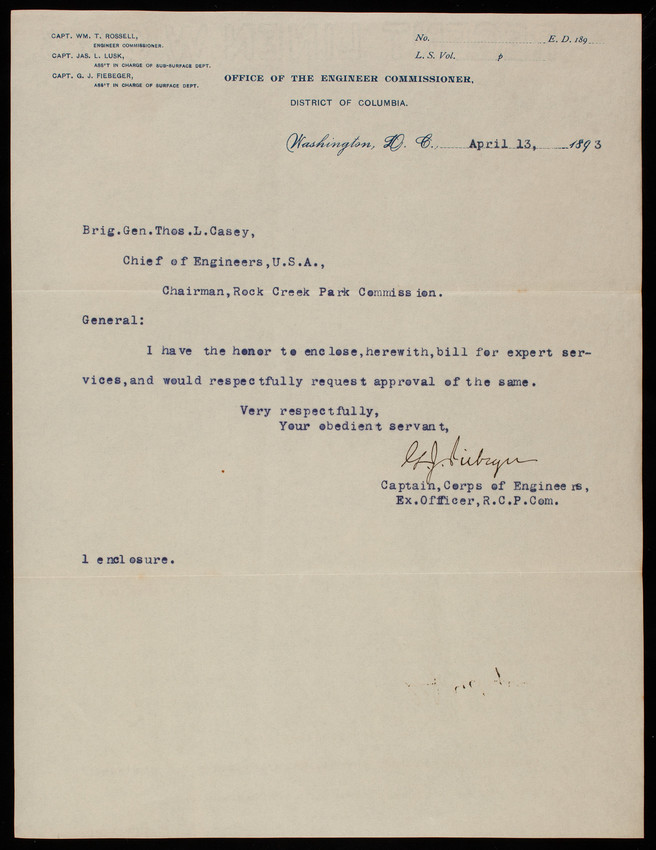 CAPT. WM. T. ROSSELL,
ENGINEER COMMISSIONER.
CAPT. JAS. L. LUSK,
ASS'T IN CHARGE OF SUB-SURFACE DEPT.
CAPT. G. J. FIEBEGER,
ASS'T IN CHARGE OF SURFACE DEPT.
No. E. D. 189
L. S. Vol. p
OFFICE OF THE ENGINEER COMMISSIONER,
DISTRICT OF COLUMBIA.
Washington, D. C., April 13, 1893
Brig.Gen.Thos.L.Casey,
Chief of Engineers,U.S.A.,
Chairman,Rock Creek Park Commission.
General:
I have the honor to enclose,herewith,bill for expert ser-
vices,and would respectfully request approval of the same.
Very respectfully,
Your obedient servant,
G.J.Fiebeger
Captain,Corps of Engineers,
Ex.Officer,R.C.P.Com.
1 enclosure.